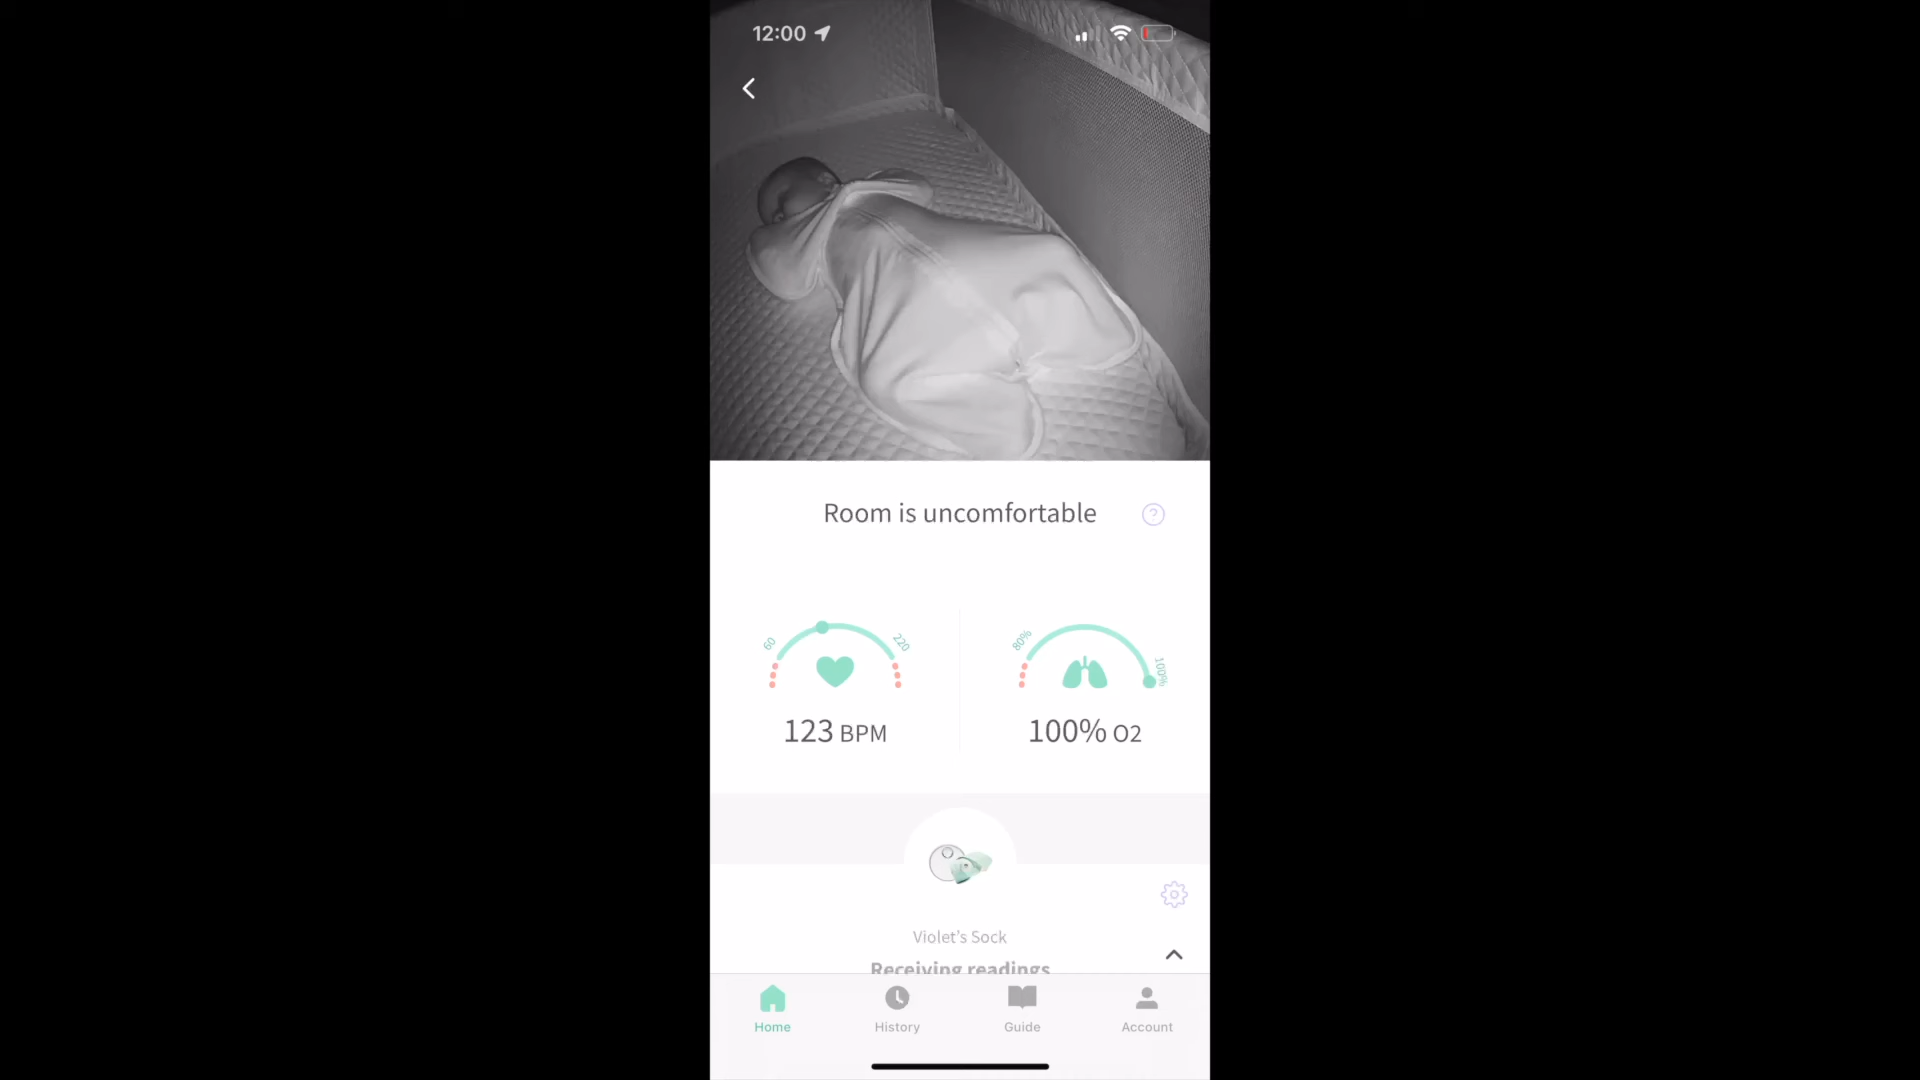 12:00
Room is uncomfortable
?
60
220
80%
100%
123 BPM
100% O2
Violet's Sock
Receiving readings
Home
History
Guide
Account